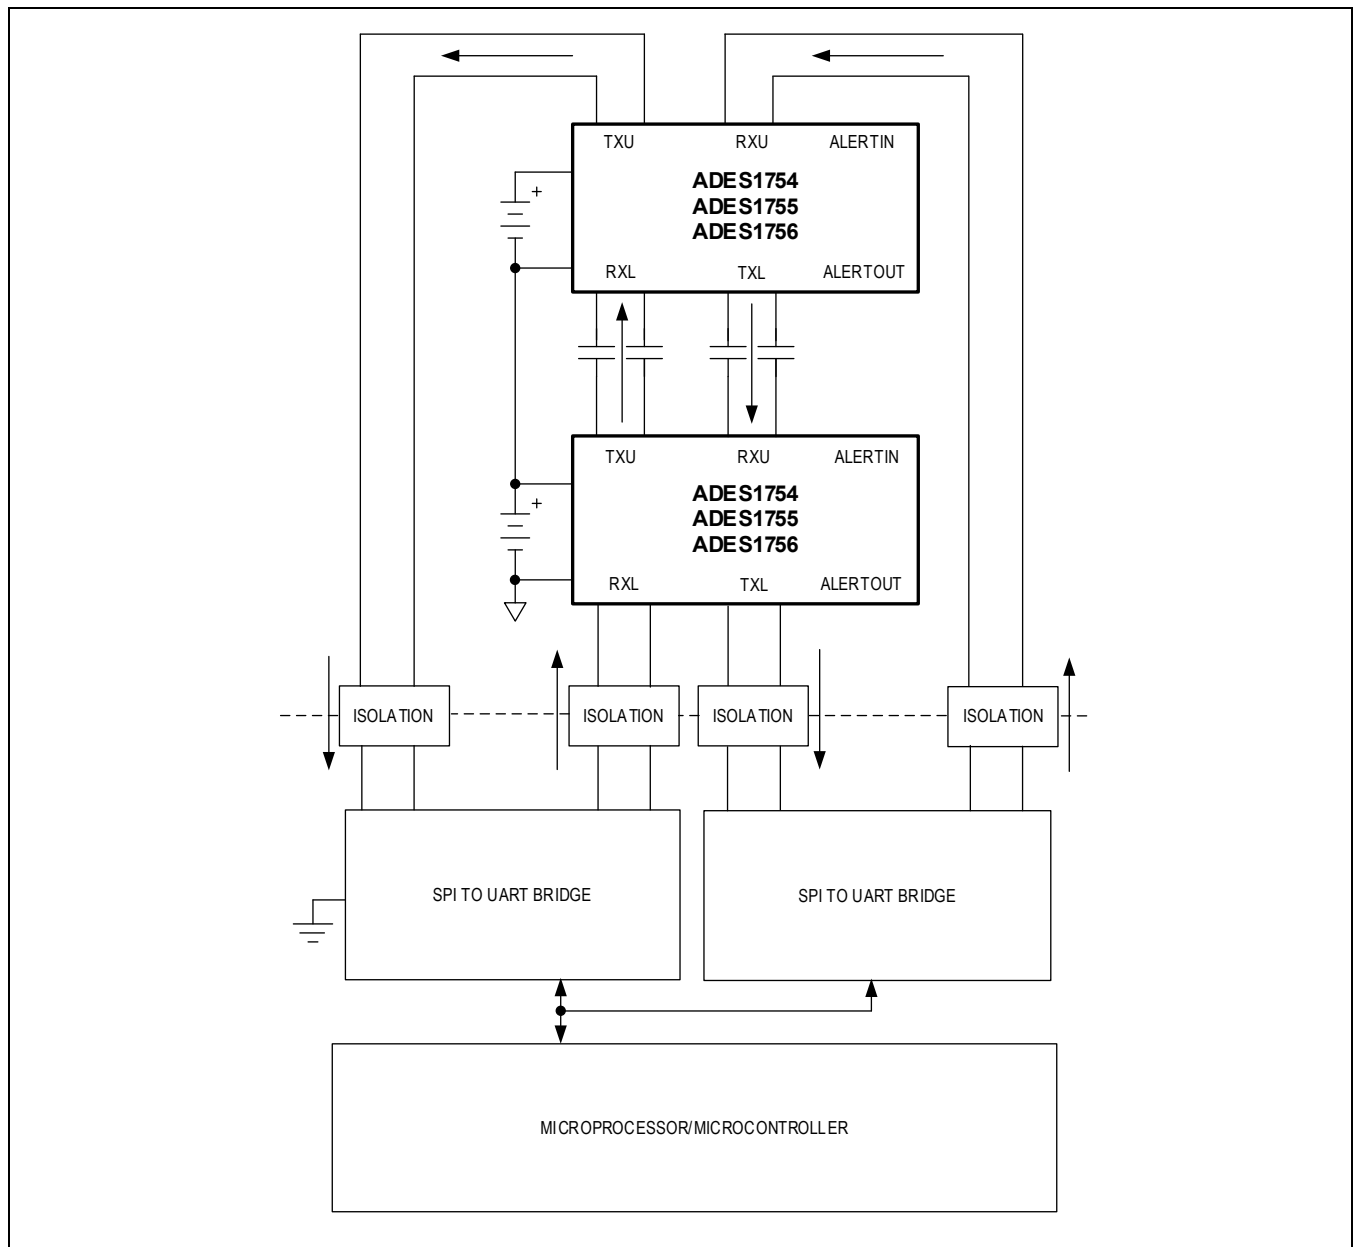 TXU RXU ALERTIN
ADES1754
ADES1755
ADES1756
+
RXL TXL ALERTOUT
TXU RXU ALERTIN
ADES1754
ADES1755
ADES1756
+
RXL TXL ALERTOUT
ISOLATION ISOLATION ISOLATION ISOLATION
SPI TO UART BRIDGE SPI TO UART BRIDGE
MICROPROCESSOR/MICROCONTROLLER